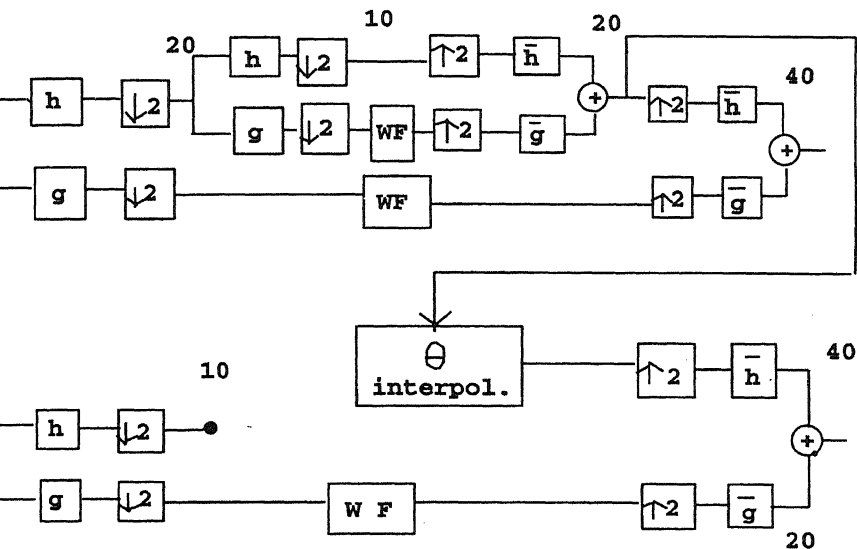 10 20
20
h ↓2 h ↓2 ↑2 h̄ + ↑2 h̄ 40
g ↓2 WF ↑2 ḡ +
g ↓2 WF ↑2 ḡ
θ
interpol.
↑2 h̄ 40
10
h ↓2 +
g ↓2 W F ↑2 ḡ
20